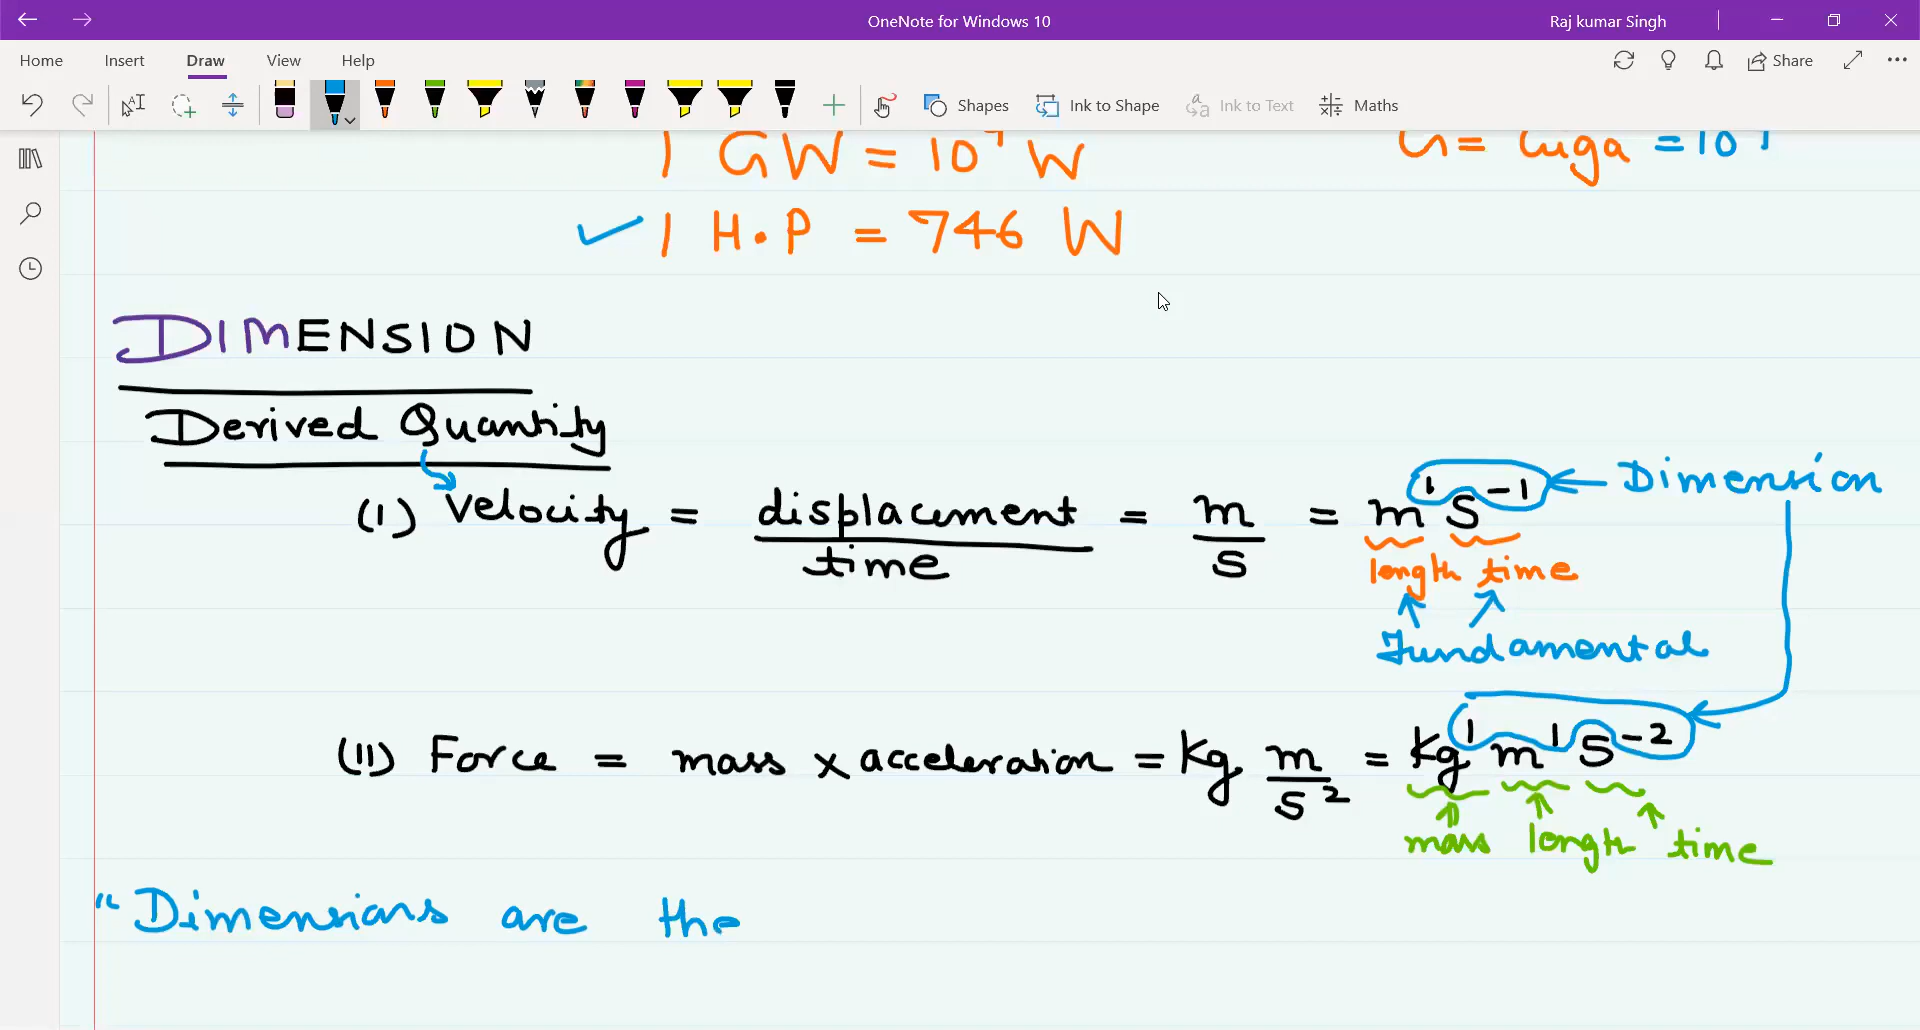 OneNote for Windows 10
Raj kumar Singh
Home Insert Draw View Help
Share
Shapes Ink to Shape Ink to Text Maths
1 GW = 10⁹ W
G = Giga = 10⁹
1 H.P = 746 W
DIMENSION
Derived Quantity
(I) Velocity = displacement/time = m/s = m¹ s⁻¹ ← Dimension
length time
Fundamental
(II) Force = mass x acceleration = kg m/s² = kg¹ m¹ s⁻²
mass length time
"Dimensions are the